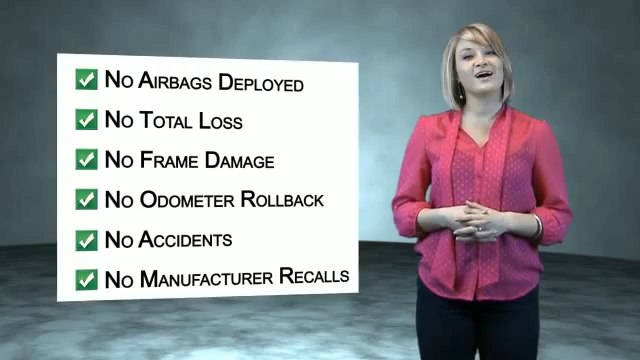 No Airbags Deployed
No Total Loss
No Frame Damage
No Odometer Rollback
No Accidents
No Manufacturer Recalls